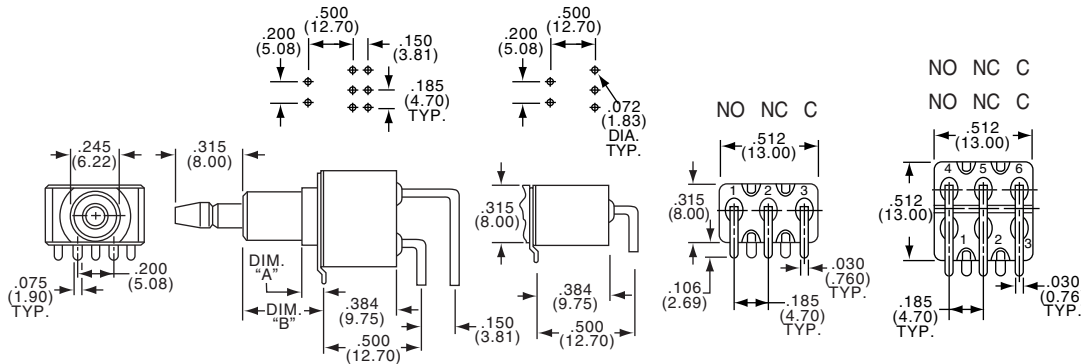 .500
(12.70)
.200
(5.08)
.150
(3.81)
.185
(4.70)
TYP.
.500
(12.70)
.200
(5.08)
.072
(1.83)
DIA.
TYP.
NO NC C
.512
(13.00)
NO NC C
NO NC C
.512
(13.00)
.245
(6.22)
.315
(8.00)
.075
(1.90)
TYP.
.200
(5.08)
DIM.
"A"
DIM.
"B"
.384
(9.75)
.500
(12.70)
.150
(3.81)
.315
(8.00)
.384
(9.75)
.500
(12.70)
.315
(8.00)
1 2 3
.106
(2.69)
.030
(.760)
TYP.
.185
(4.70)
TYP.
.512
(13.00)
4 5 6
1 2 3
.185
(4.70)
TYP.
.030
(0.76
TYP.